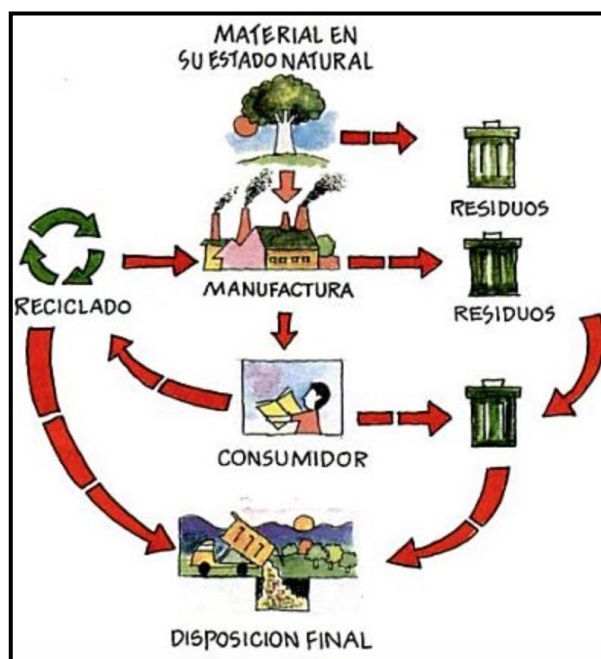 MATERIAL EN
SU ESTADO NATURAL
RESIDUOS
RECICLADO
MANUFACTURA
RESIDUOS
CONSUMIDOR
DISPOSICION FINAL